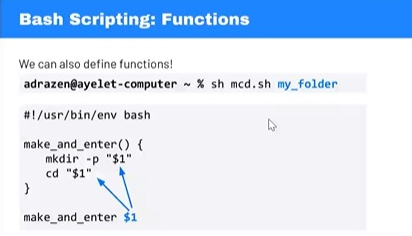 Bash Scripting: Functions
We can also define functions!
adrazen@ayelet-computer ~ % sh mcd.sh my_folder
#!/usr/bin/env bash
make_and_enter() {
mkdir -p "$1"
cd "$1"
}
make_and_enter $1